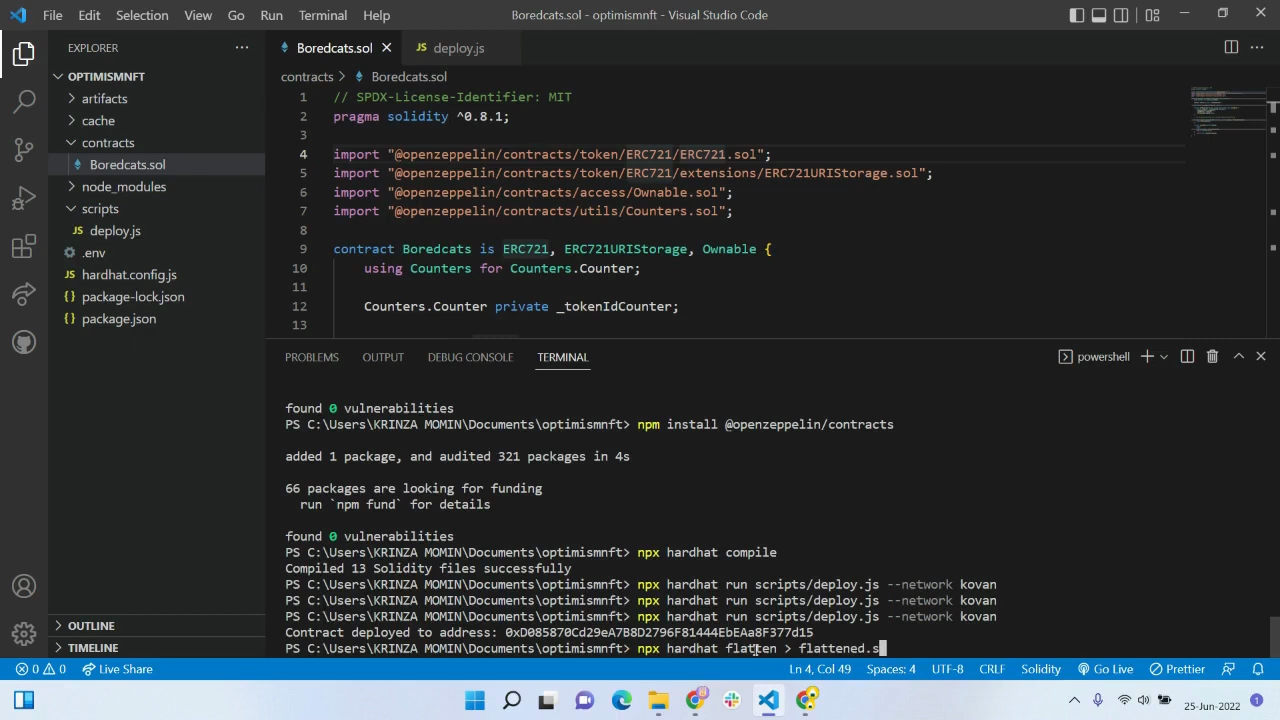 File Edit Selection View Go Run Terminal Help
Boredcats.sol - optimismnft - Visual Studio Code
EXPLORER
OPTIMISMNFT
artifacts
cache
contracts
Boredcats.sol
node_modules
scripts
JS deploy.js
.env
JS hardhat.config.js
{} package-lock.json
{} package.json
OUTLINE
TIMELINE
Boredcats.sol
JS deploy.js
contracts > Boredcats.sol
1 // SPDX-License-Identifier: MIT
2 pragma solidity ^0.8.1;
3
4 import "@openzeppelin/contracts/token/ERC721/ERC721.sol";
5 import "@openzeppelin/contracts/token/ERC721/extensions/ERC721URIStorage.sol";
6 import "@openzeppelin/contracts/access/Ownable.sol";
7 import "@openzeppelin/contracts/utils/Counters.sol";
8
9 contract Boredcats is ERC721, ERC721URIStorage, Ownable {
10 using Counters for Counters.Counter;
11
12 Counters.Counter private _tokenIdCounter;
13
PROBLEMS OUTPUT DEBUG CONSOLE TERMINAL
powershell
found 0 vulnerabilities
PS C:\Users\KRINZA MOMIN\Documents\optimismnft> npm install @openzeppelin/contracts
added 1 package, and audited 321 packages in 4s
66 packages are looking for funding
run `npm fund` for details
found 0 vulnerabilities
PS C:\Users\KRINZA MOMIN\Documents\optimismnft> npx hardhat compile
Compiled 13 Solidity files successfully
PS C:\Users\KRINZA MOMIN\Documents\optimismnft> npx hardhat run scripts/deploy.js --network kovan
PS C:\Users\KRINZA MOMIN\Documents\optimismnft> npx hardhat run scripts/deploy.js --network kovan
PS C:\Users\KRINZA MOMIN\Documents\optimismnft> npx hardhat run scripts/deploy.js --network kovan
Contract deployed to address: 0xD085870Cd29eA7B8D2796F81444EbEAa8F377d15
PS C:\Users\KRINZA MOMIN\Documents\optimismnft> npx hardhat flatten > flattened.s
0 0 Live Share
Ln 4, Col 49 Spaces: 4 UTF-8 CRLF Solidity Go Live Prettier
25-Jun-2022 1